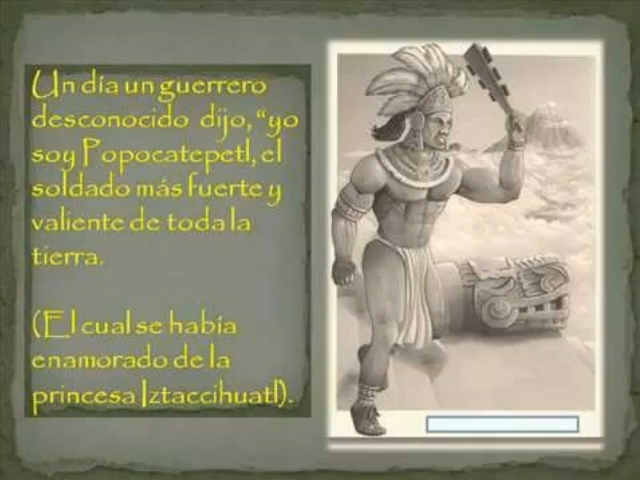 Un día un guerrero
desconocido dijo, "yo
soy Popocatepetl, el
soldado más fuerte y
valiente de toda la
tierra.
(El cual se había
enamorado de la
princesa Iztaccihuatl).